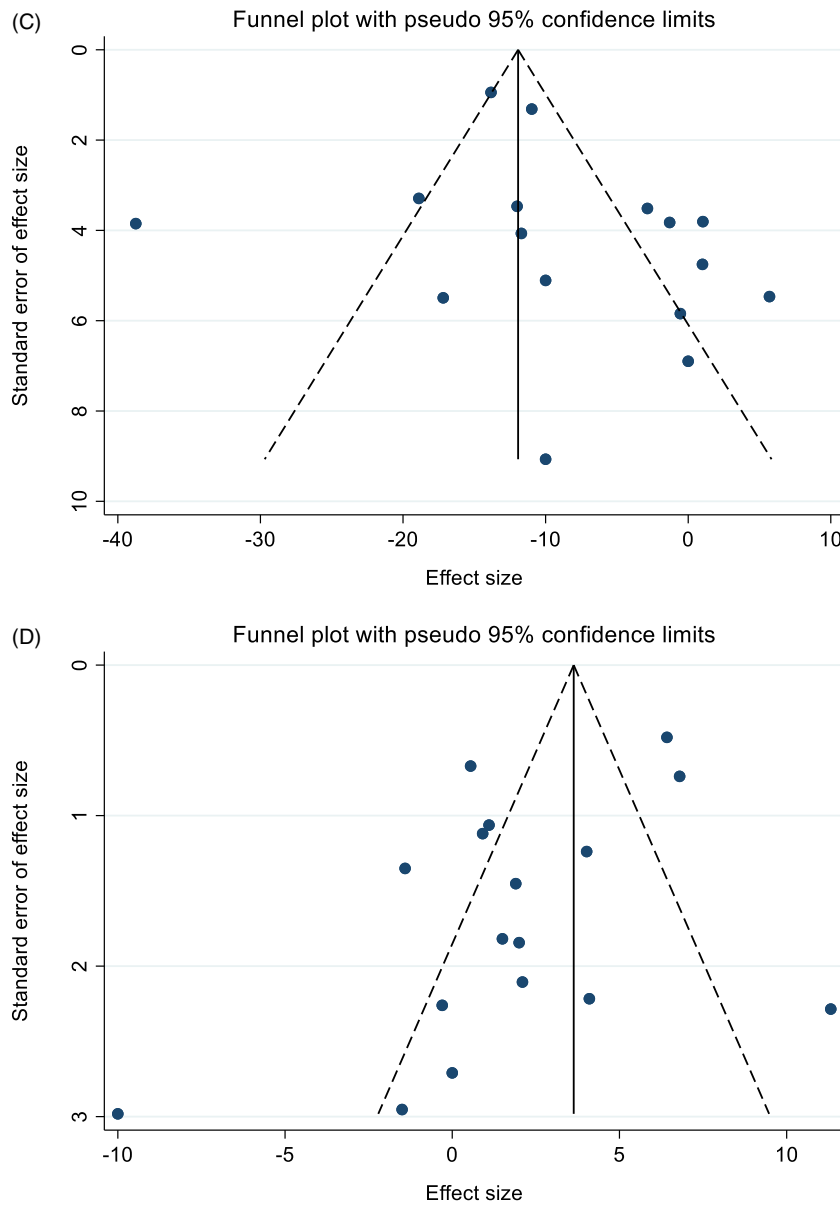 (C)
Funnel plot with pseudo 95% confidence limits
Standard error of effect size
0
2
4
6
8
10
-40 -30 -20 -10 0 10
Effect size
(D)
Funnel plot with pseudo 95% confidence limits
Standard error of effect size
0
1
2
3
-10 -5 0 5 10
Effect size